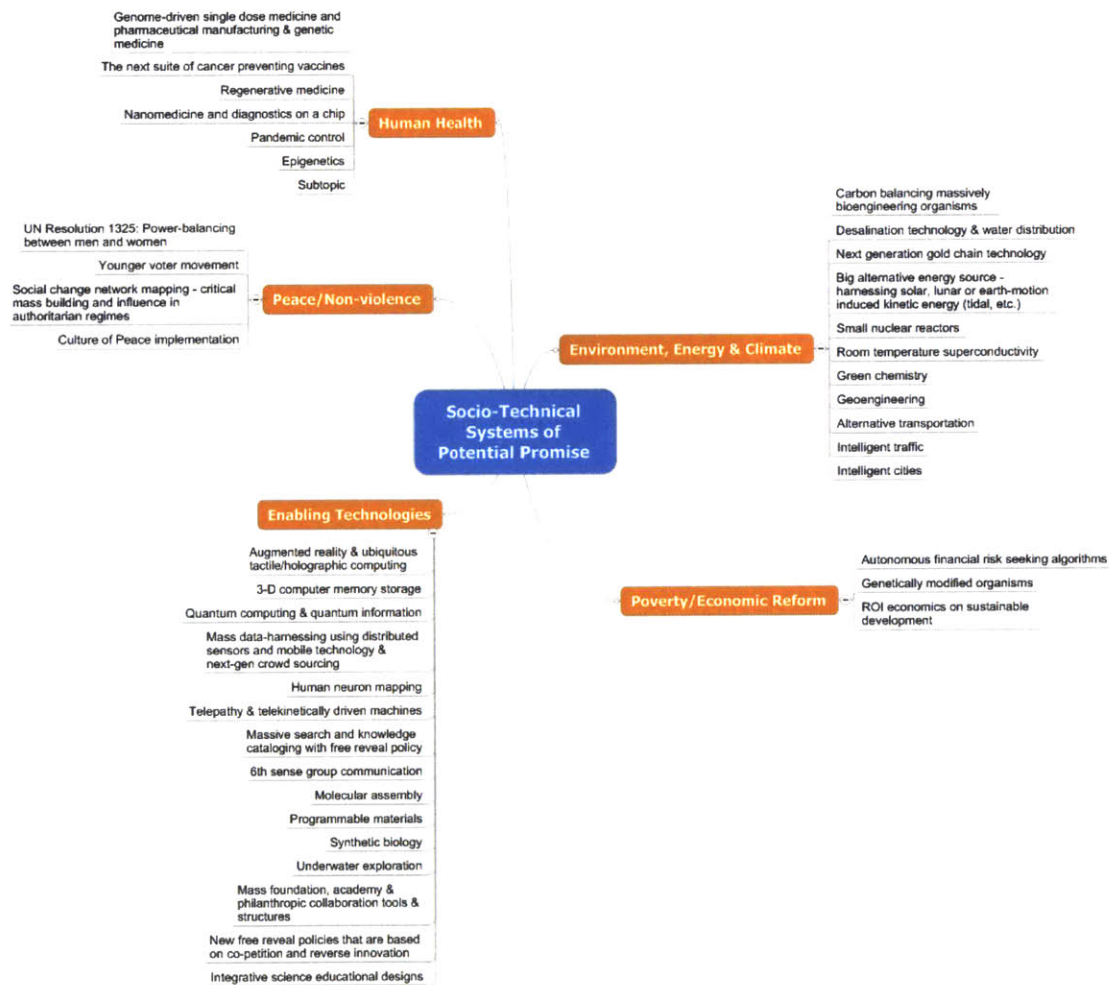 Genome-driven single dose medicine and
pharmaceutical manufacturing & genetic
medicine
The next suite of cancer preventing vaccines
Regenerative medicine
Nanomedicine and diagnostics on a chip
Pandemic control
Epigenetics
Subtopic
Human Health
UN Resolution 1325: Power-balancing
between men and women
Younger voter movement
Social change network mapping - critical
mass building and influence in
authoritarian regimes
Culture of Peace implementation
Peace/Non-violence
Environment, Energy & Climate
Carbon balancing massively
bioengineering organisms
Desalination technology & water distribution
Next generation gold chain technology
Big alternative energy source -
harnessing solar, lunar or earth-motion
induced kinetic energy (tidal, etc.)
Small nuclear reactors
Room temperature superconductivity
Green chemistry
Geoengineering
Alternative transportation
Intelligent traffic
Intelligent cities
Socio-Technical
Systems of
Potential Promise
Enabling Technologies
Augmented reality & ubiquitous
tactile/holographic computing
3-D computer memory storage
Quantum computing & quantum information
Mass data-harnessing using distributed
sensors and mobile technology &
next-gen crowd sourcing
Human neuron mapping
Telepathy & telekinetically driven machines
Massive search and knowledge
cataloging with free reveal policy
6th sense group communication
Molecular assembly
Programmable materials
Synthetic biology
Underwater exploration
Mass foundation, academy &
philanthropic collaboration tools &
structures
New free reveal policies that are based
on co-petition and reverse innovation
Integrative science educational designs
Poverty/Economic Reform
Autonomous financial risk seeking algorithms
Genetically modified organisms
ROI economics on sustainable
development